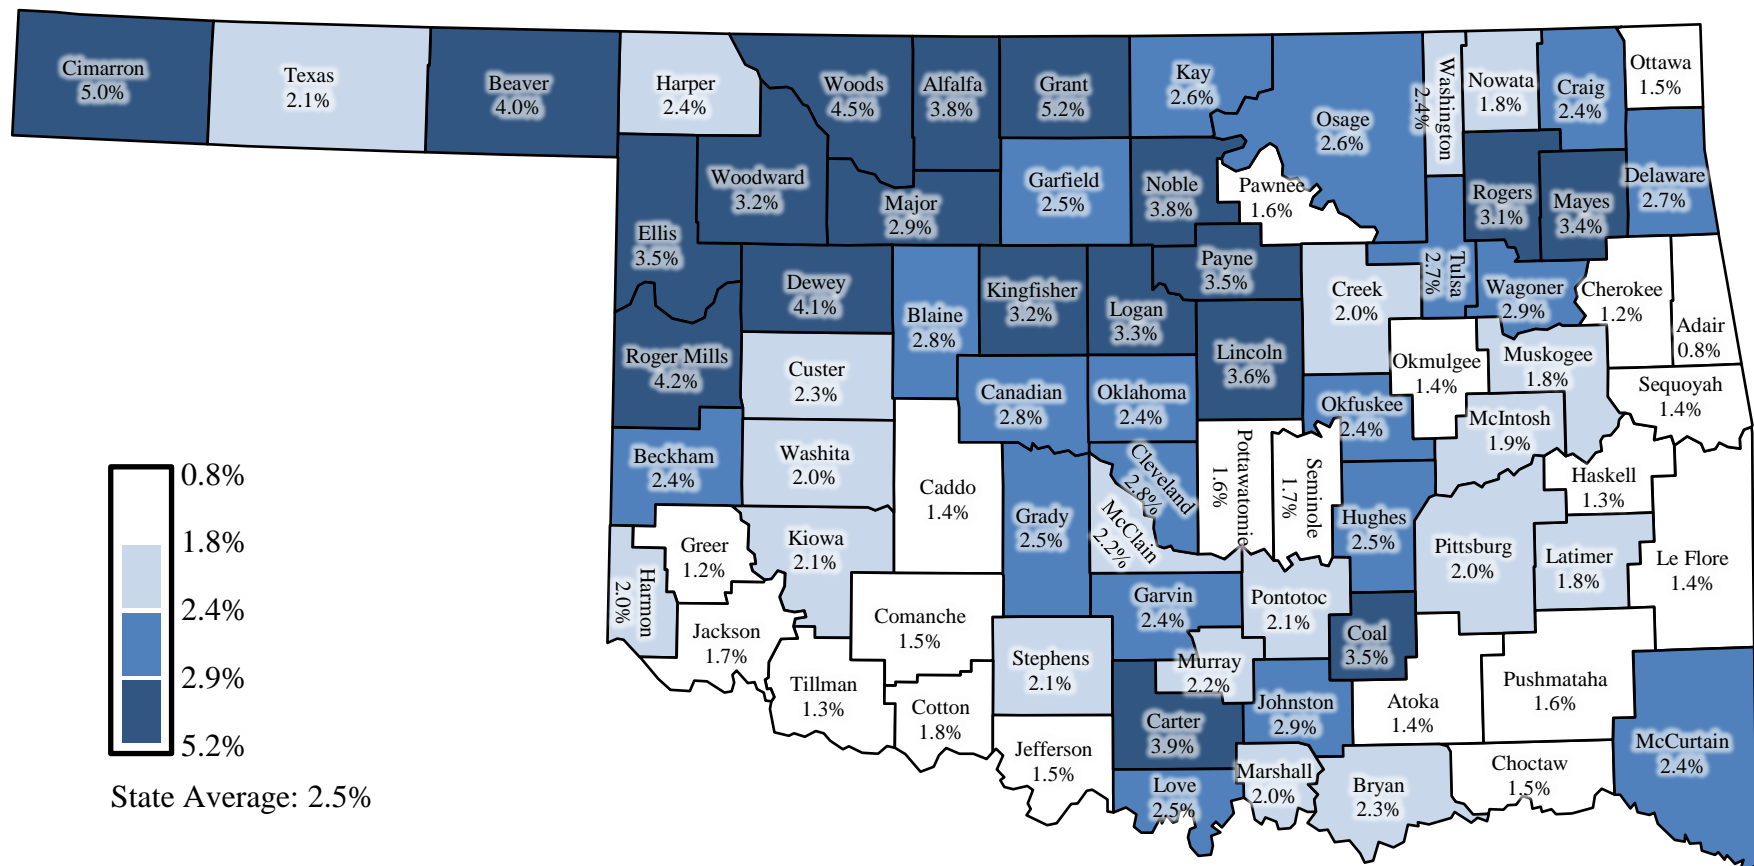 Cimarron
5.0%
Texas
2.1%
Beaver
4.0%
Harper
2.4%
Woods
4.5%
Alfalfa
3.8%
Grant
5.2%
Kay
2.6%
Osage
2.6%
Washington
2.4%
Nowata
1.8%
Craig
2.4%
Ottawa
1.5%
Woodward
3.2%
Major
2.9%
Garfield
2.5%
Noble
3.8%
Pawnee
1.6%
Rogers
3.1%
Mayes
3.4%
Delaware
2.7%
Ellis
3.5%
Dewey
4.1%
Blaine
2.8%
Kingfisher
3.2%
Logan
3.3%
Payne
3.5%
Creek
2.0%
Tulsa
2.7%
Wagoner
2.9%
Cherokee
1.2%
Adair
0.8%
Roger Mills
4.2%
Custer
2.3%
Canadian
2.8%
Oklahoma
2.4%
Lincoln
3.6%
Okfuskee
2.4%
Okmulgee
1.4%
Muskogee
1.8%
McIntosh
1.9%
Sequoyah
1.4%
Beckham
2.4%
Washita
2.0%
Caddo
1.4%
Grady
2.5%
Cleveland
2.8%
McClain
2.2%
Pottawatomie
1.6%
Seminole
1.7%
Hughes
2.5%
Pittsburg
2.0%
Haskell
1.3%
Latimer
1.8%
Le Flore
1.4%
Harmon
2.0%
Greer
1.2%
Kiowa
2.1%
Jackson
1.7%
Tillman
1.3%
Comanche
1.5%
Cotton
1.8%
Stephens
2.1%
Jefferson
1.5%
Garvin
2.4%
Murray
2.2%
Carter
3.9%
Love
2.5%
Pontotoc
2.1%
Johnston
2.9%
Marshall
2.0%
Coal
3.5%
Atoka
1.4%
Bryan
2.3%
Pushmataha
1.6%
Choctaw
1.5%
McCurtain
2.4%
0.8%
1.8%
2.4%
2.9%
5.2%
State Average: 2.5%